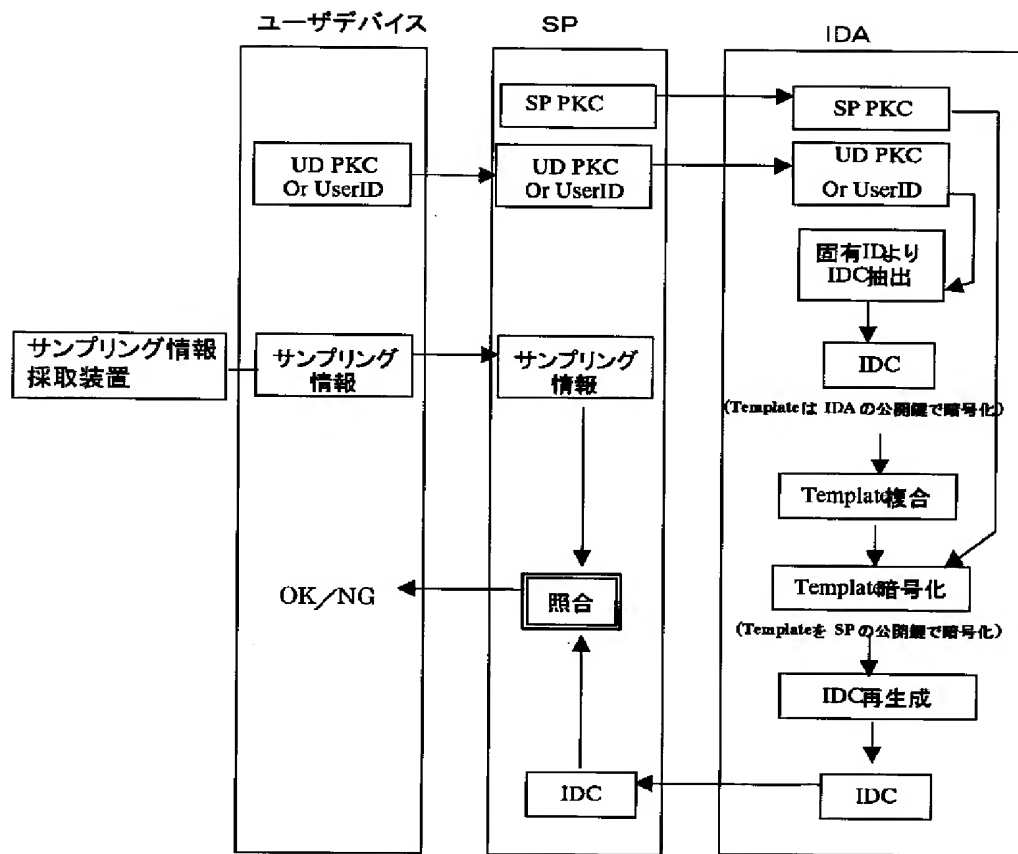 ユーザデバイス
SP
IDA
SP PKC
SP PKC
UD PKC
Or UserID
UD PKC
Or UserID
UD PKC
Or UserID
固有IDより
IDC抽出
サンプリング情報
採取装置
サンプリング
情報
サンプリング
情報
IDC
(Templateは IDA の公開鍵で暗号化)
Template複合
OK/NG
照合
Template暗号化
(Templateを SP の公開鍵で暗号化)
IDC再生成
IDC
IDC